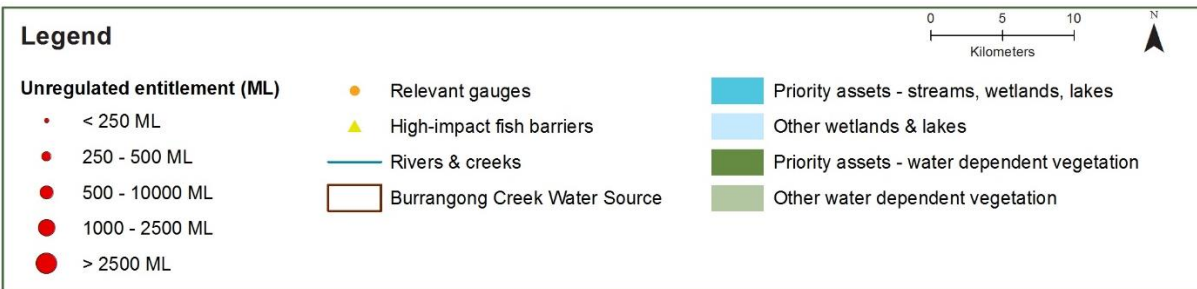 Legend
0 5 10
Kilometers
N
Unregulated entitlement (ML)
< 250 ML
250 - 500 ML
500 - 10000 ML
1000 - 2500 ML
> 2500 ML
Relevant gauges
High-impact fish barriers
Rivers & creeks
Burrangong Creek Water Source
Priority assets - streams, wetlands, lakes
Other wetlands & lakes
Priority assets - water dependent vegetation
Other water dependent vegetation